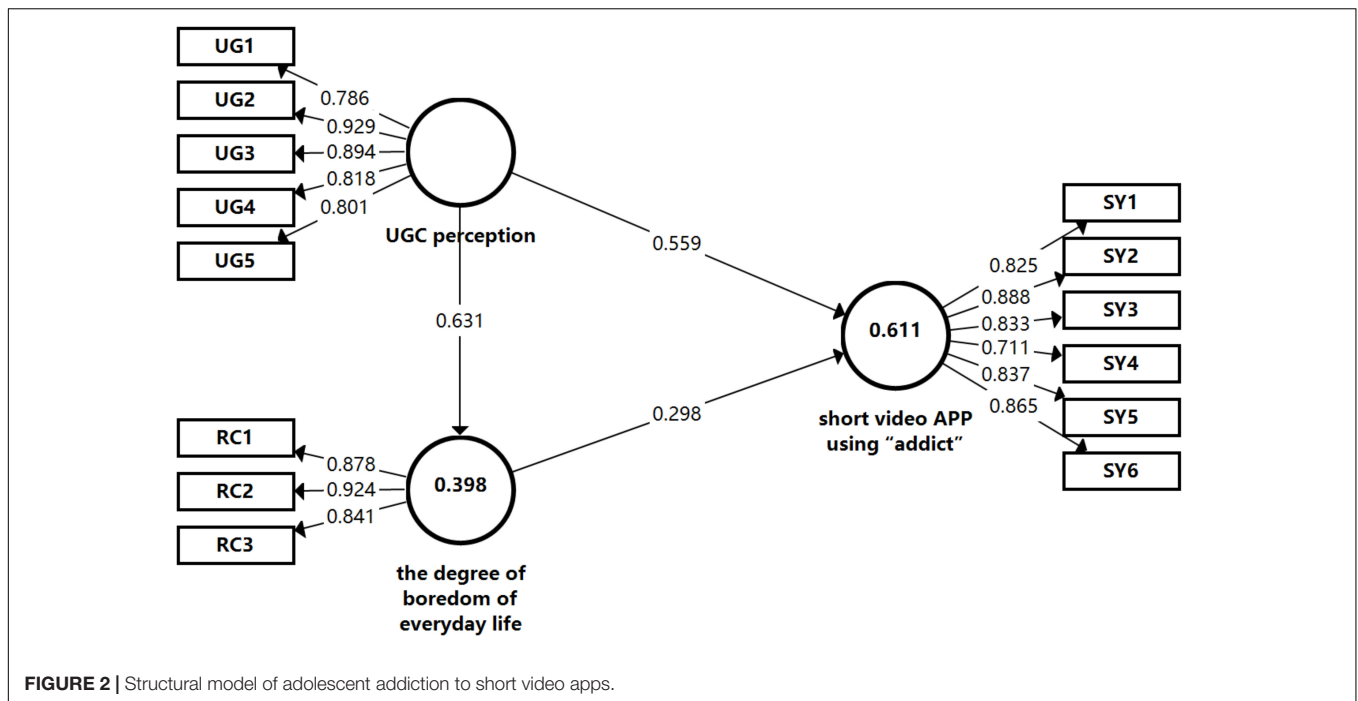 UG1
UG2
UG3
UG4
UG5
0.786
0.929
0.894
0.818
0.801
UGC perception
0.559
0.631
RC1
RC2
RC3
0.878
0.924
0.841
0.398
the degree of
boredom of
everyday life
0.298
0.611
short video APP
using “addict”
0.825
0.888
0.833
0.711
0.837
0.865
SY1
SY2
SY3
SY4
SY5
SY6
FIGURE 2 | Structural model of adolescent addiction to short video apps.